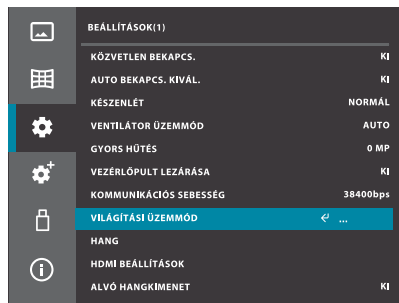 BEÁLLÍTÁSOK(1)
KÖZVETLEN BEKAPCS. KI
AUTO BEKAPCS. KIVÁL. KI
KÉSZENLÉT NORMÁL
VENTILÁTOR ÜZEMMÓD AUTO
GYORS HŰTÉS 0 MP
VEZÉRLŐPULT LEZÁRÁSA KI
KOMMUNIKÁCIÓS SEBESSÉG 38400bps
VILÁGÍTÁSI ÜZEMMÓD ...
HANG
HDMI BEÁLLÍTÁSOK
ALVÓ HANGKIMENET KI